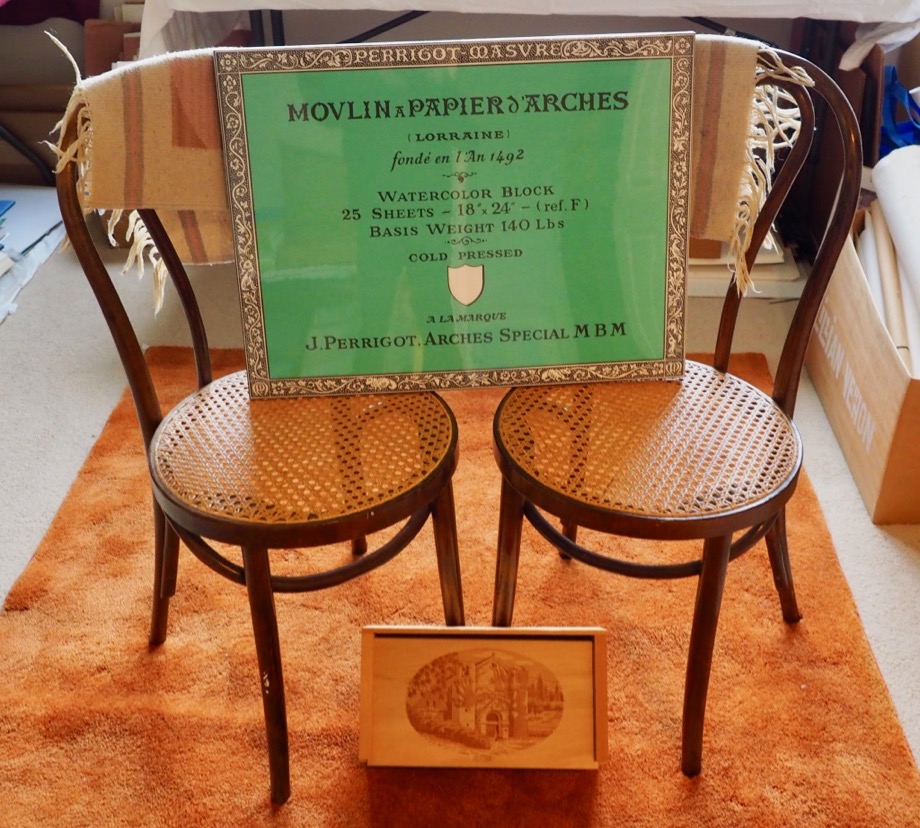 PERRIGOT-MASVRE
MOVLIN A PAPIER D'ARCHES
(LORRAINE)
fondé en l'An 1492
WATERCOLOR BLOCK
25 SHEETS - 18" x 24" - (ref. F)
BASIS WEIGHT 140 Lbs
COLD PRESSED
A LA MARQUE
J. PERRIGOT, ARCHES SPECIAL M B M